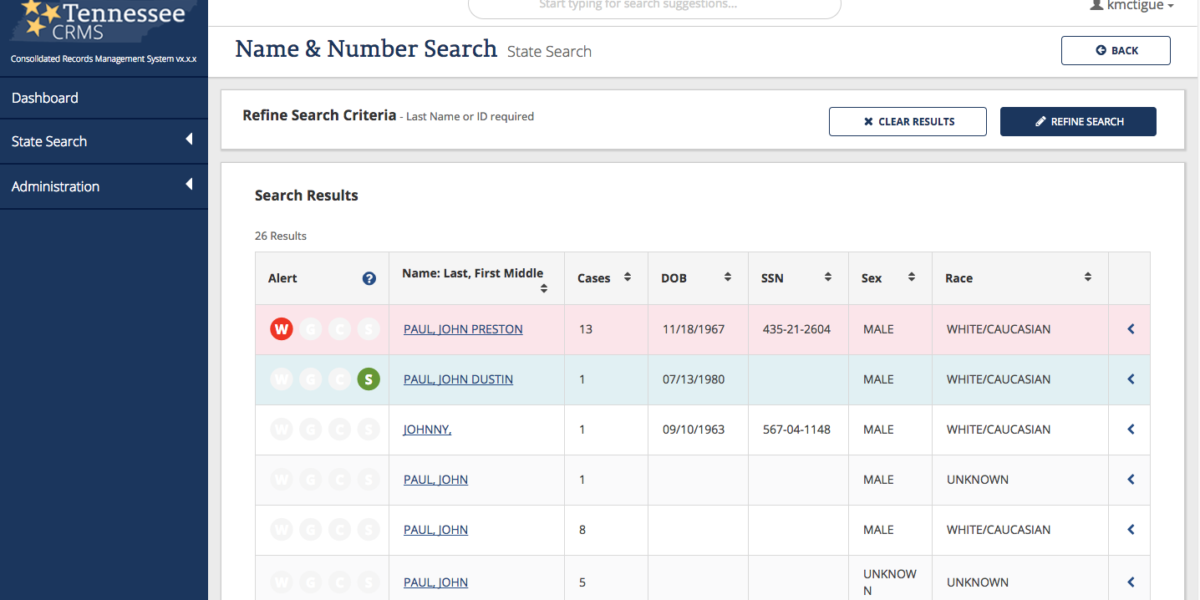 Tennessee
CRMS
Consolidated Records Management System vx.x.x
Start typing for search suggestions...
kmctigue
Name & Number Search State Search
BACK
Dashboard
State Search
Administration
Refine Search Criteria - Last Name or ID required
CLEAR RESULTS
REFINE SEARCH
Search Results
26 Results
Alert ? Name: Last, First Middle Cases DOB SSN Sex Race
W G C S PAUL, JOHN PRESTON 13 11/18/1967 435-21-2604 MALE WHITE/CAUCASIAN
W G C S PAUL, JOHN DUSTIN 1 07/13/1980 MALE WHITE/CAUCASIAN
W G C S JOHNNY, 1 09/10/1963 567-04-1148 MALE WHITE/CAUCASIAN
W G C S PAUL, JOHN 1 MALE UNKNOWN
W G C S PAUL, JOHN 8 MALE WHITE/CAUCASIAN
W G C S PAUL, JOHN 5 UNKNOW
N UNKNOWN